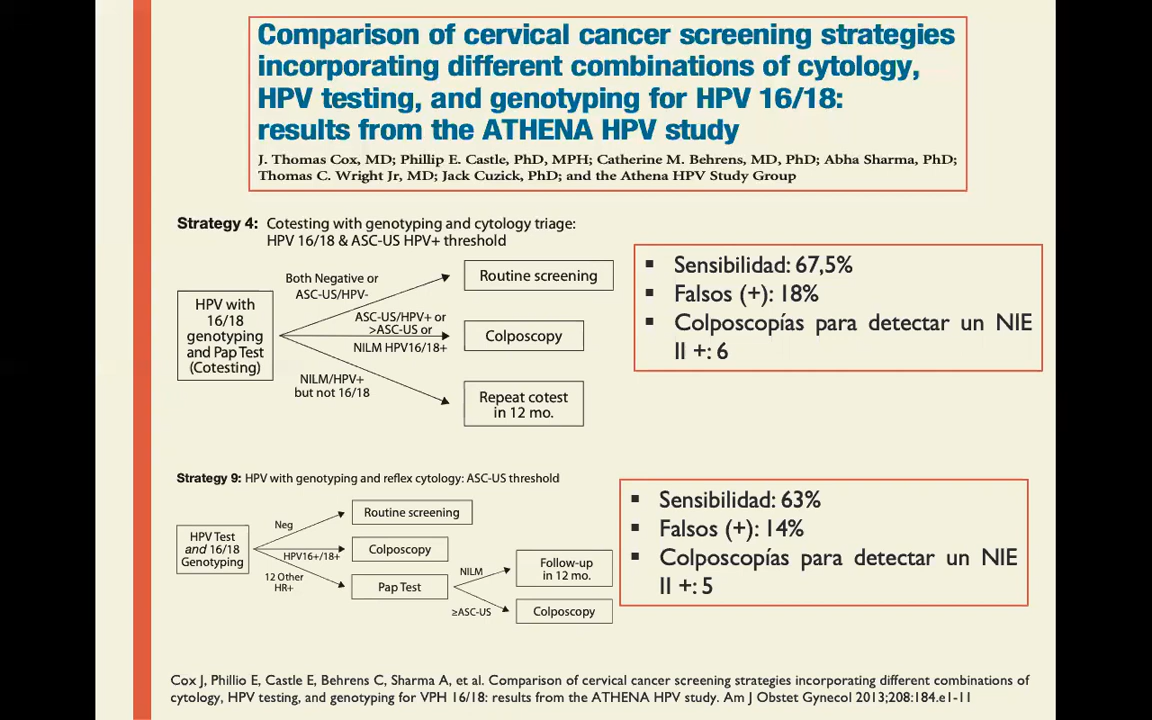 Comparison of cervical cancer screening strategies
incorporating different combinations of cytology,
HPV testing, and genotyping for HPV 16/18:
results from the ATHENA HPV study
J. Thomas Cox, MD; Phillip E. Castle, PhD, MPH; Catherine M. Behrens, MD, PhD; Abha Sharma, PhD;
Thomas C. Wright Jr, MD; Jack Cuzick, PhD; and the Athena HPV Study Group
Strategy 4: Cotesting with genotyping and cytology triage:
HPV 16/18 & ASC-US HPV+ threshold
HPV with
16/18
genotyping
and Pap Test
(Cotesting)
Both Negative or
ASC-US/HPV-
Routine screening
ASC-US/HPV+ or
>ASC-US or
NILM HPV16/18+
Colposcopy
NILM/HPV+
but not 16/18
Repeat cotest
in 12 mo.
▪ Sensibilidad: 67,5%
▪ Falsos (+): 18%
▪ Colposcopías para detectar un NIE
II +: 6
Strategy 9: HPV with genotyping and reflex cytology: ASC-US threshold
HPV Test
and 16/18
Genotyping
Neg
Routine screening
HPV16+/18+
Colposcopy
12 Other
HR+
Pap Test
NILM
Follow-up
in 12 mo.
≥ASC-US
Colposcopy
▪ Sensibilidad: 63%
▪ Falsos (+): 14%
▪ Colposcopías para detectar un NIE
II +: 5
Cox J, Phillio E, Castle E, Behrens C, Sharma A, et al. Comparison of cervical cancer screening strategies incorporating different combinations of
cytology, HPV testing, and genotyping for VPH 16/18: results from the ATHENA HPV study. Am J Obstet Gynecol 2013;208:184.e1-11